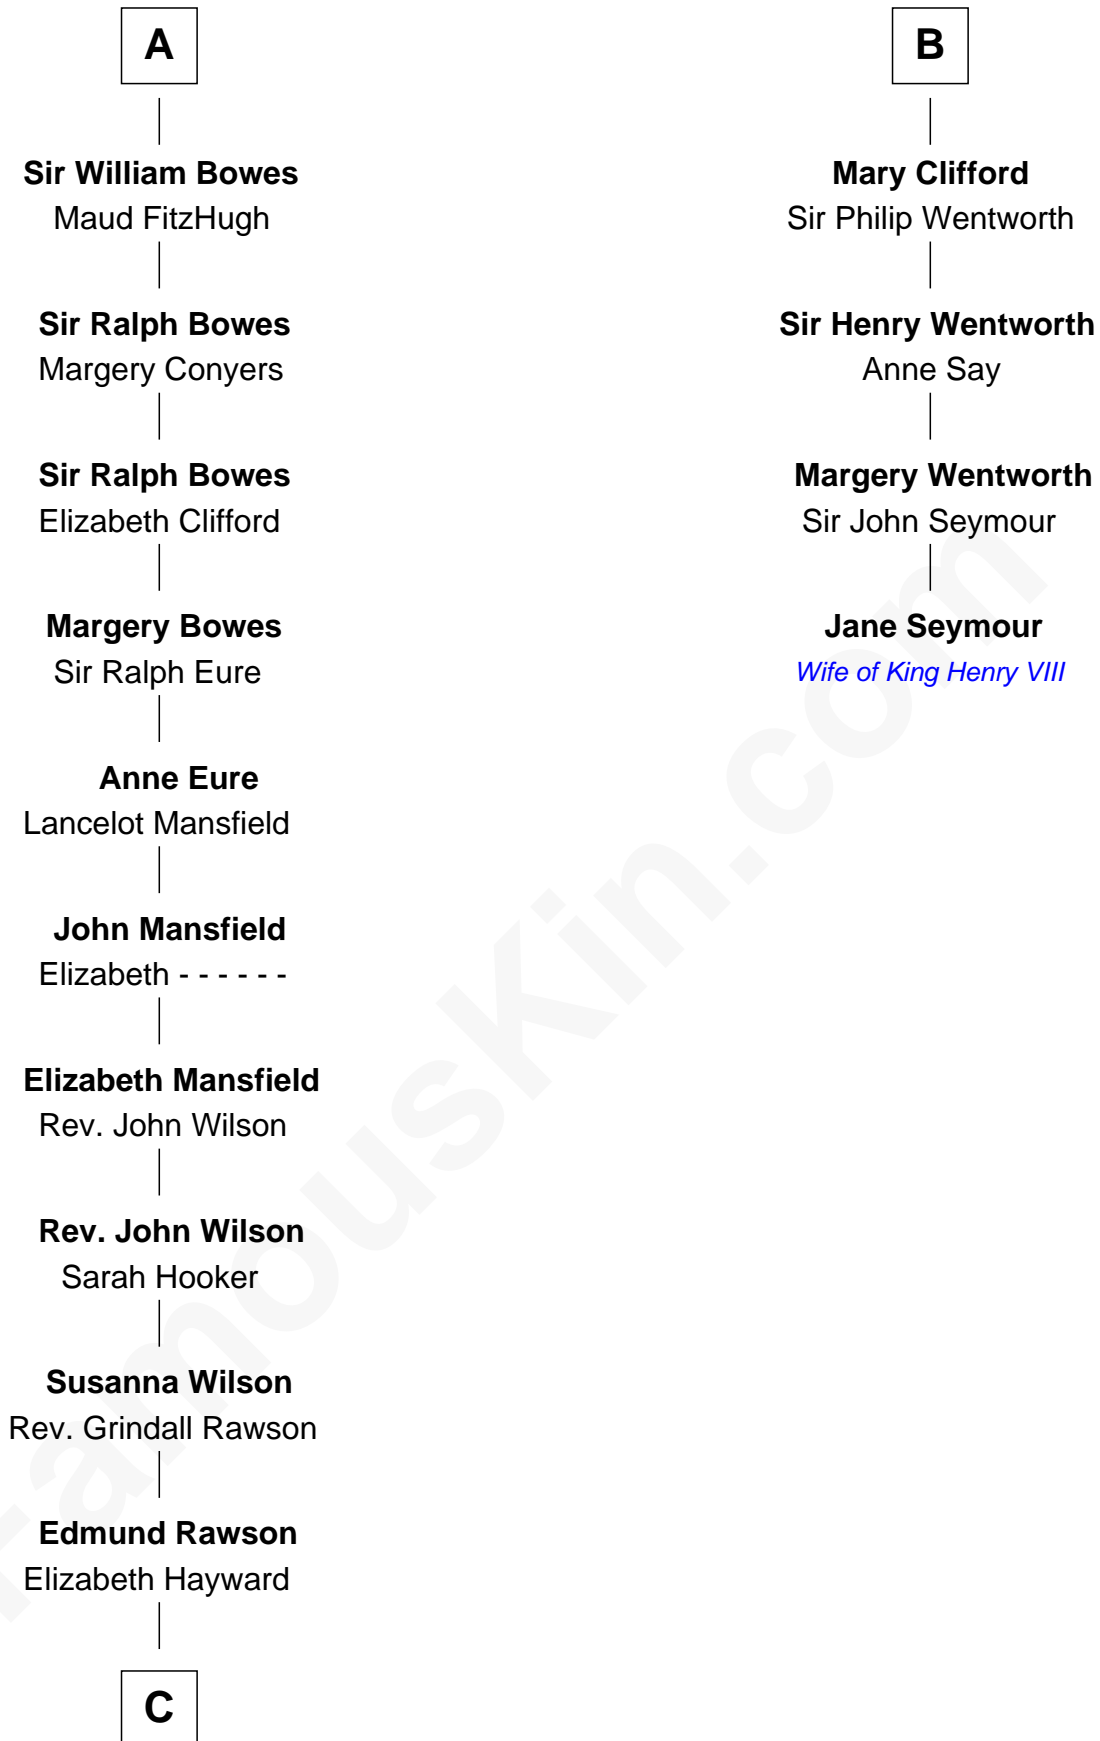 A
Sir William Bowes
Maud FitzHugh
Sir Ralph Bowes
Margery Conyers
Sir Ralph Bowes
Elizabeth Clifford
Margery Bowes
Sir Ralph Eure
Anne Eure
Lancelot Mansfield
John Mansfield
Elizabeth - - - - - -
Elizabeth Mansfield
Rev. John Wilson
Rev. John Wilson
Sarah Hooker
Susanna Wilson
Rev. Grindall Rawson
Edmund Rawson
Elizabeth Hayward
C
B
Mary Clifford
Sir Philip Wentworth
Sir Henry Wentworth
Anne Say
Margery Wentworth
Sir John Seymour
Jane Seymour
Wife of King Henry VIII
FamousKin.com